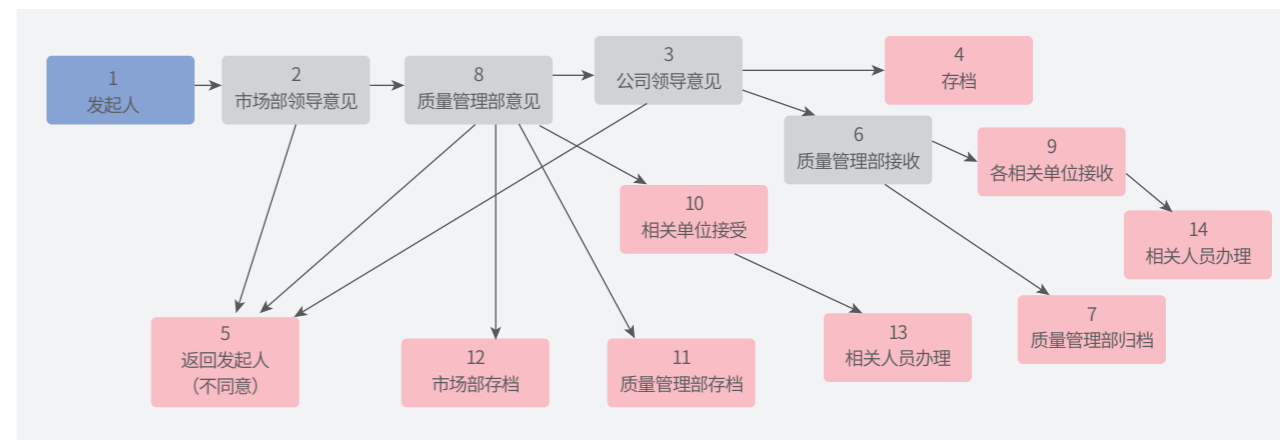 1
发起人
2
市场部领导意见
8
质量管理部意见
3
公司领导意见
4
存档
6
质量管理部接收
9
各相关单位接收
10
相关单位接受
14
相关人员办理
5
返回发起人
（不同意）
12
市场部存档
11
质量管理部存档
13
相关人员办理
7
质量管理部归档